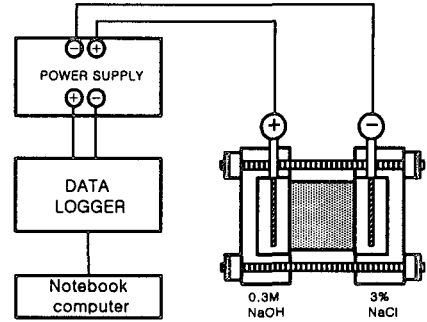 − +
POWER SUPPLY
+ −
DATA
LOGGER
Notebook
computer
+ −
0.3M
NaOH
3%
NaCl